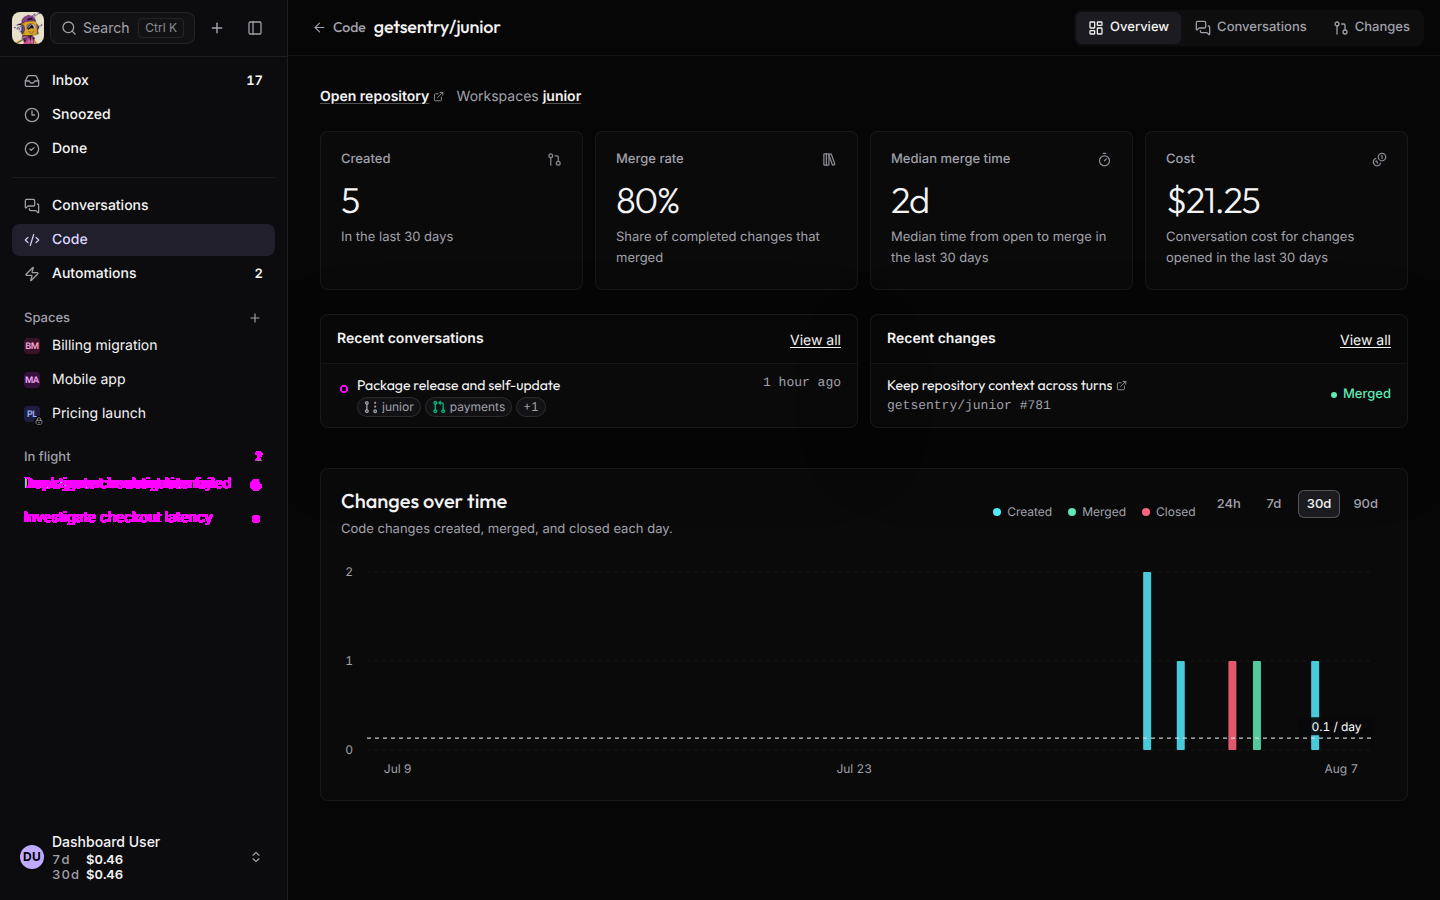 Search Ctrl K
Inbox 17
Snoozed
Done
Conversations
Code
Automations 2
Spaces
BM Billing migration
MA Mobile app
PL Pricing launch
In flight
Investigate checkout latency
DU Dashboard User
7d $0.46
30d $0.46
Code getsentry/junior
Overview Conversations Changes
Open repository Workspaces junior
Created
5
In the last 30 days
Merge rate
80%
Share of completed changes that
merged
Median merge time
2d
Median time from open to merge in
the last 30 days
Cost
$21.25
Conversation cost for changes
opened in the last 30 days
Recent conversations View all
Package release and self-update 1 hour ago
junior payments +1
Recent changes View all
Keep repository context across turns
getsentry/junior #781
Merged
Changes over time
Code changes created, merged, and closed each day.
Created Merged Closed
24h 7d 30d 90d
2
1
0
0.1 / day
Jul 9 Jul 23 Aug 7